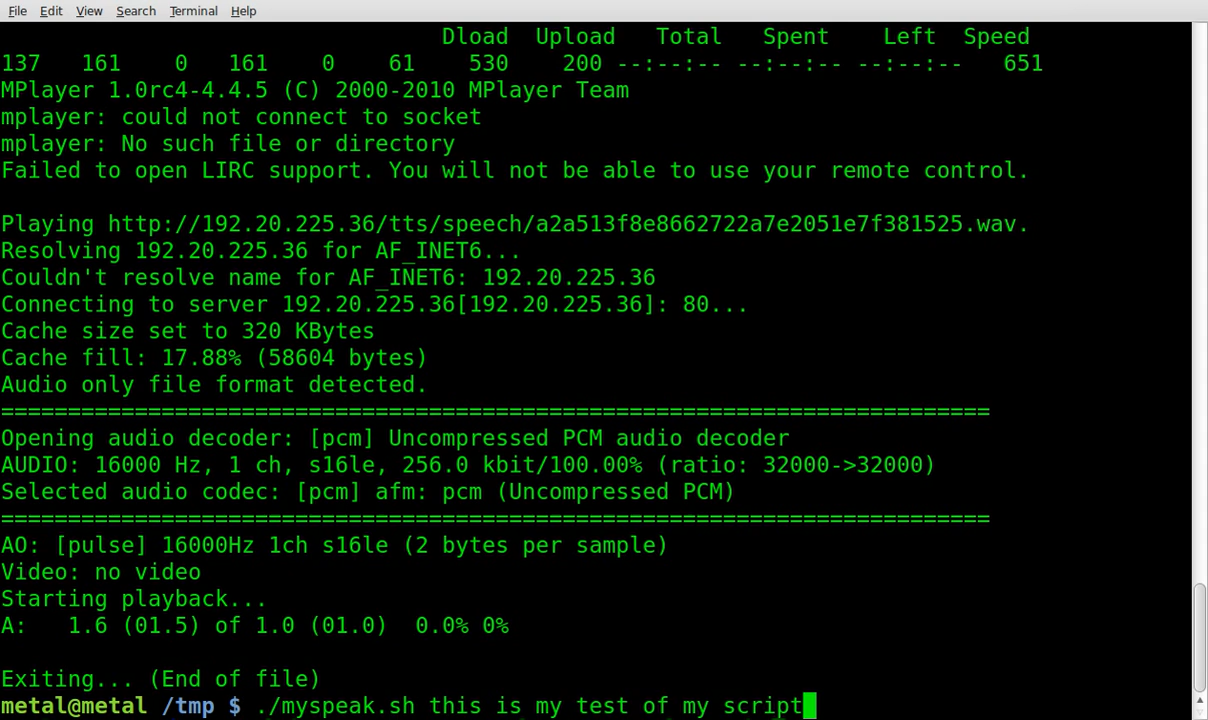 File Edit View Search Terminal Help
Dload Upload Total Spent Left Speed
137 161 0 161 0 61 530 200 --:--:-- --:--:-- --:--:-- 651
MPlayer 1.0rc4-4.4.5 (C) 2000-2010 MPlayer Team
mplayer: could not connect to socket
mplayer: No such file or directory
Failed to open LIRC support. You will not be able to use your remote control.
Playing http://192.20.225.36/tts/speech/a2a513f8e8662722a7e2051e7f381525.wav.
Resolving 192.20.225.36 for AF_INET6...
Couldn't resolve name for AF_INET6: 192.20.225.36
Connecting to server 192.20.225.36[192.20.225.36]: 80...
Cache size set to 320 KBytes
Cache fill: 17.88% (58604 bytes)
Audio only file format detected.
==========================================================================
Opening audio decoder: [pcm] Uncompressed PCM audio decoder
AUDIO: 16000 Hz, 1 ch, s16le, 256.0 kbit/100.00% (ratio: 32000->32000)
Selected audio codec: [pcm] afm: pcm (Uncompressed PCM)
==========================================================================
AO: [pulse] 16000Hz 1ch s16le (2 bytes per sample)
Video: no video
Starting playback...
A: 1.6 (01.5) of 1.0 (01.0) 0.0% 0%
Exiting... (End of file)
metal@metal /tmp $ ./myspeak.sh this is my test of my script